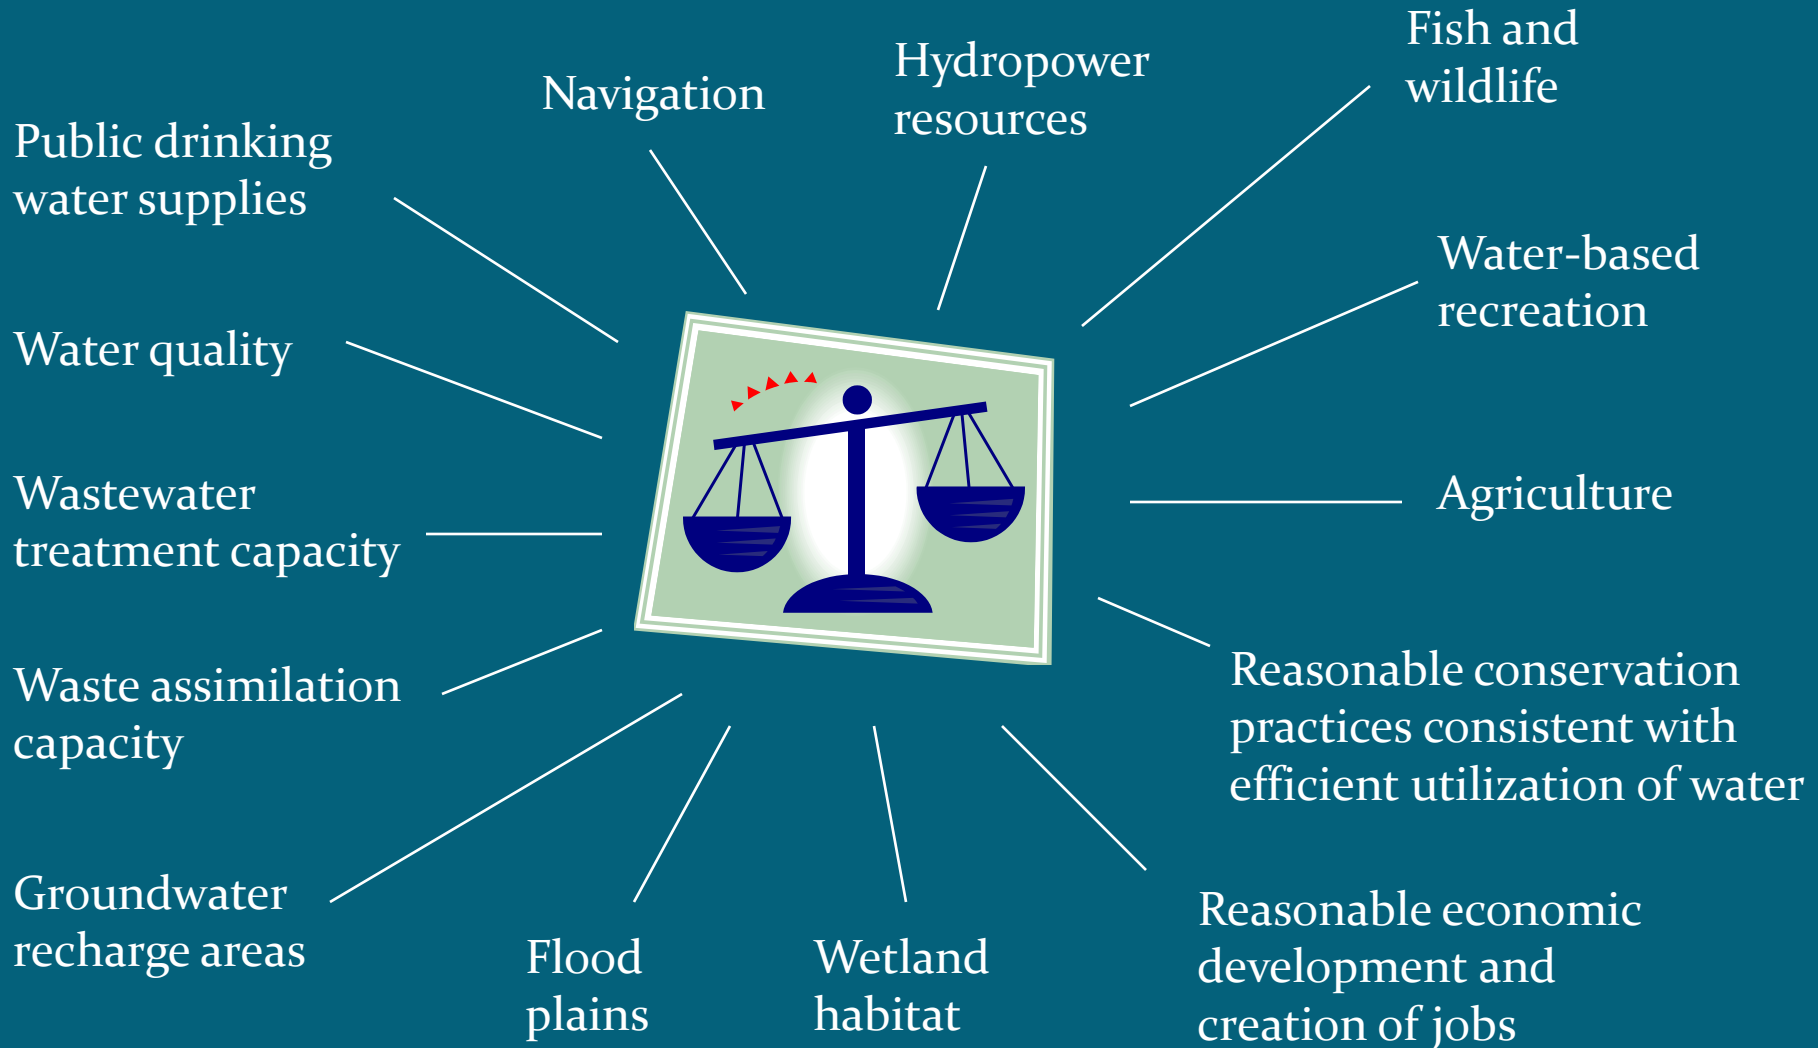 Navigation
Hydropower
resources
Fish and
wildlife
Public drinking
water supplies
Water-based
recreation
Water quality
Agriculture
Wastewater
treatment capacity
Reasonable conservation
practices consistent with
efficient utilization of water
Waste assimilation
capacity
Groundwater
recharge areas
Flood
plains
Wetland
habitat
Reasonable economic
development and
creation of jobs